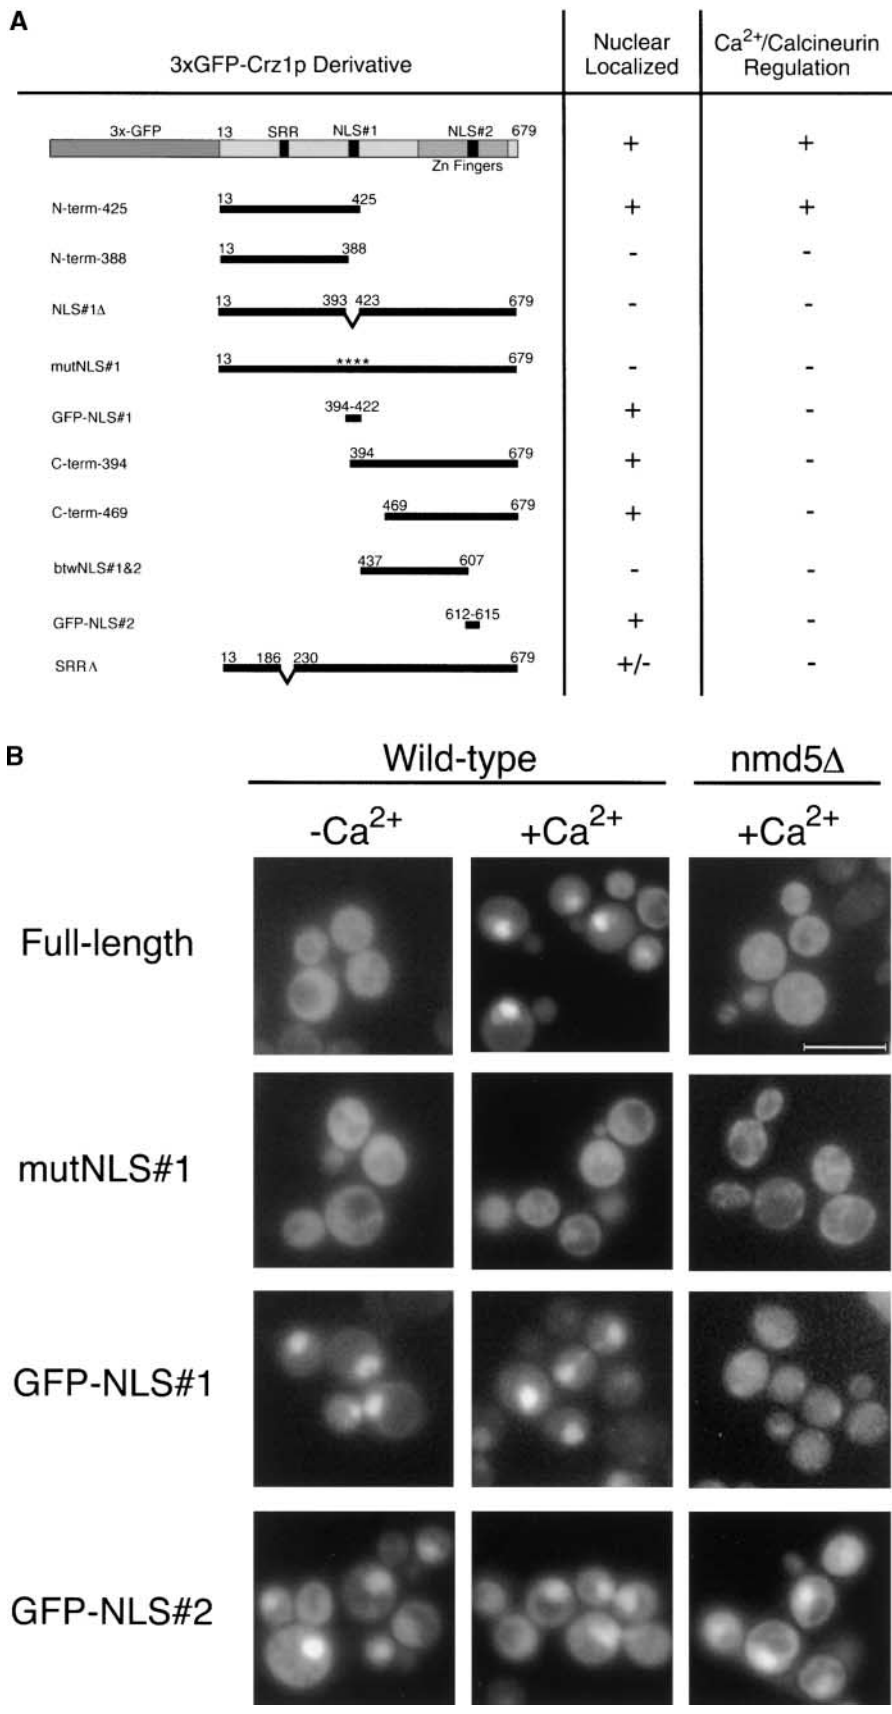 A
3xGFP-Crz1p Derivative
Nuclear
Localized
Ca2+/Calcineurin
Regulation
3x-GFP 13 SRR NLS#1 NLS#2 679
Zn Fingers
+ +
N-term-425 13 425 + +
N-term-388 13 388 - -
NLS#1Δ 13 393 423 679 - -
mutNLS#1 13 **** 679 - -
GFP-NLS#1 394-422 + -
C-term-394 394 679 + -
C-term-469 469 679 + -
btwNLS#1&2 437 607 - -
GFP-NLS#2 612-615 + -
SRRΔ 13 186 230 679 +/- -
B
Wild-type nmd5Δ
-Ca2+ +Ca2+ +Ca2+
Full-length
mutNLS#1
GFP-NLS#1
GFP-NLS#2